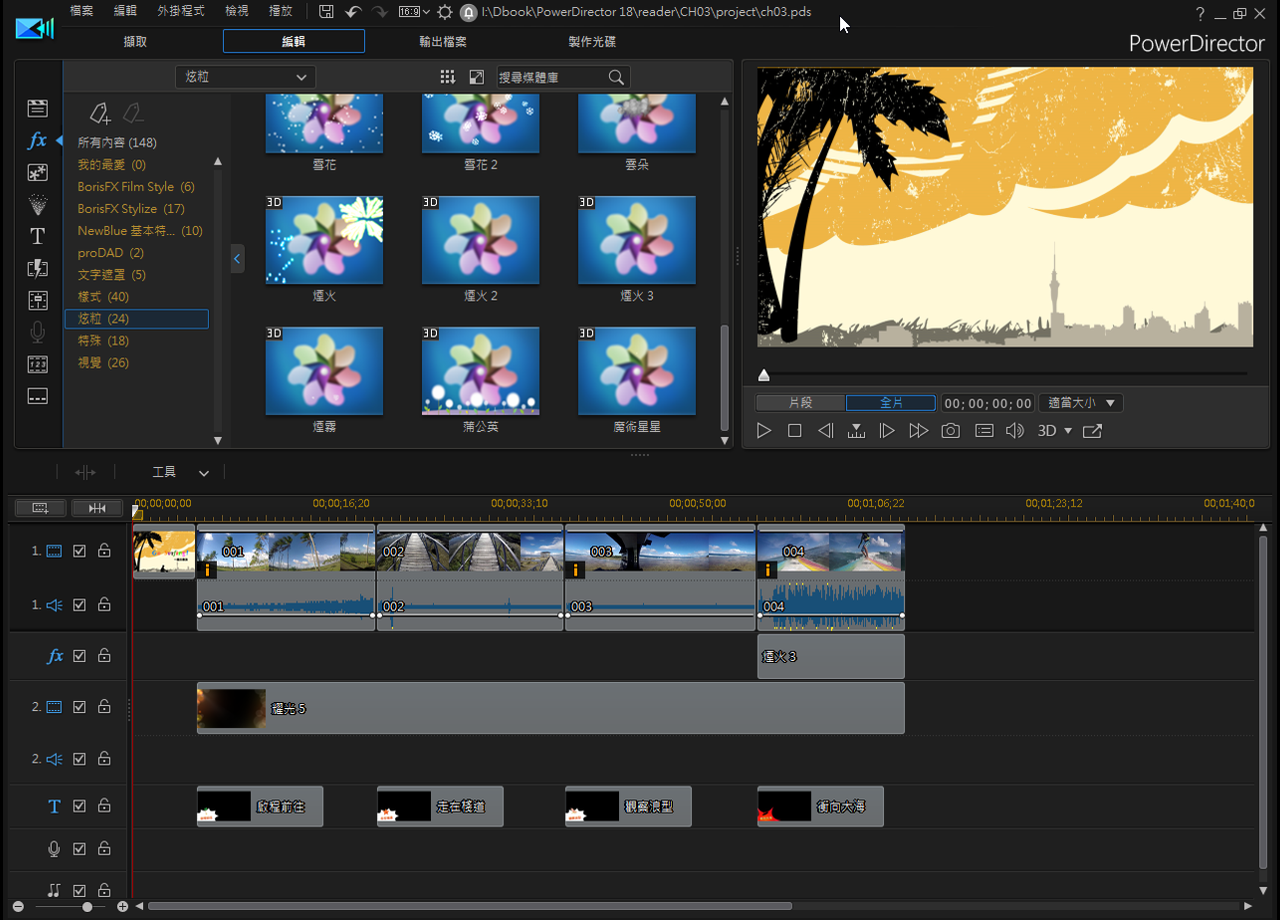 檔案 編輯 外掛程式 檢視 播放 16:9 I:\Dbook\PowerDirector 18\reader\CH03\project\ch03.pds ?
擷取 編輯 輸出檔案 製作光碟
PowerDirector
炫粒 搜尋媒體庫
所有內容 (148)
我的最愛 (0)
BorisFX Film Style (6)
BorisFX Stylize (17)
NewBlue 基本特... (10)
proDAD (2)
文字遮罩 (5)
樣式 (40)
炫粒 (24)
特殊 (18)
視覺 (26)
fx
T
雪花 雪花 2 雲朵
3D 3D 3D
煙火 煙火 2 煙火 3
3D 3D 3D
煙霧 蒲公英 魔術星星
片段 全片 00;00;00;00 適當大小
3D
工具
00;00;00;00 00;00;16;20 00;00;33;10 00;00;50;00 00;01;06;22 00;01;23;12 00;01;40;0
1. 001 002 003 004
1. 001 002 003 004
fx 煙火 3
2. 耀光 5
2.
T 啟程前往 走在棧道 觀察浪型 衝向大海